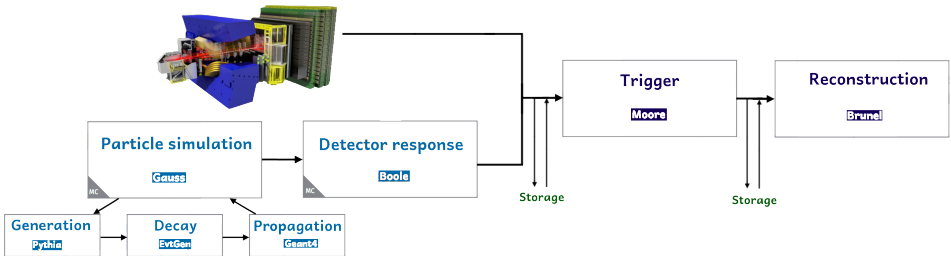 Trigger
Moore
Reconstruction
Brunel
Particle simulation
Gauss
MC
Detector response
Boole
MC
Storage
Storage
Generation
Pythia
Decay
EvtGen
Propagation
Geant4